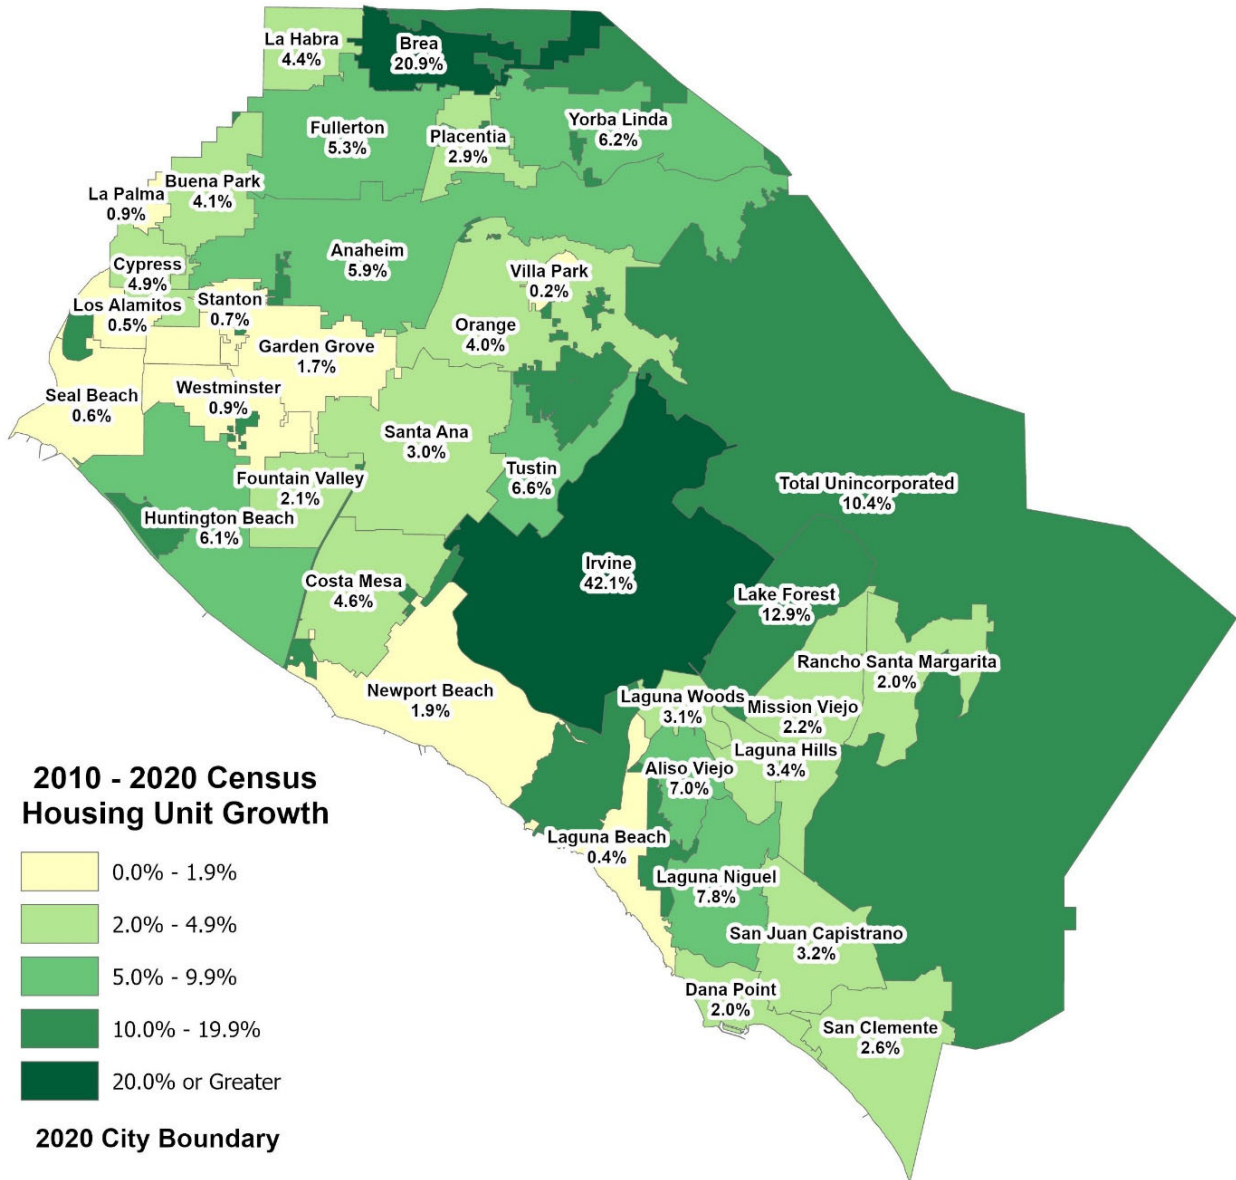 La Habra
4.4%
Brea
20.9%
Fullerton
5.3%
Placentia
2.9%
Yorba Linda
6.2%
Buena Park
4.1%
La Palma
0.9%
Anaheim
5.9%
Cypress
4.9%
Villa Park
0.2%
Los Alamitos
0.5%
Stanton
0.7%
Orange
4.0%
Garden Grove
1.7%
Seal Beach
0.6%
Westminster
0.9%
Santa Ana
3.0%
Tustin
6.6%
Fountain Valley
2.1%
Total Unincorporated
10.4%
Huntington Beach
6.1%
Irvine
42.1%
Costa Mesa
4.6%
Lake Forest
12.9%
Rancho Santa Margarita
2.0%
Newport Beach
1.9%
Laguna Woods
3.1%
Mission Viejo
2.2%
Laguna Hills
3.4%
Aliso Viejo
7.0%
Laguna Beach
0.4%
Laguna Niguel
7.8%
San Juan Capistrano
3.2%
Dana Point
2.0%
San Clemente
2.6%
2010 - 2020 Census
Housing Unit Growth
0.0% - 1.9%
2.0% - 4.9%
5.0% - 9.9%
10.0% - 19.9%
20.0% or Greater
2020 City Boundary